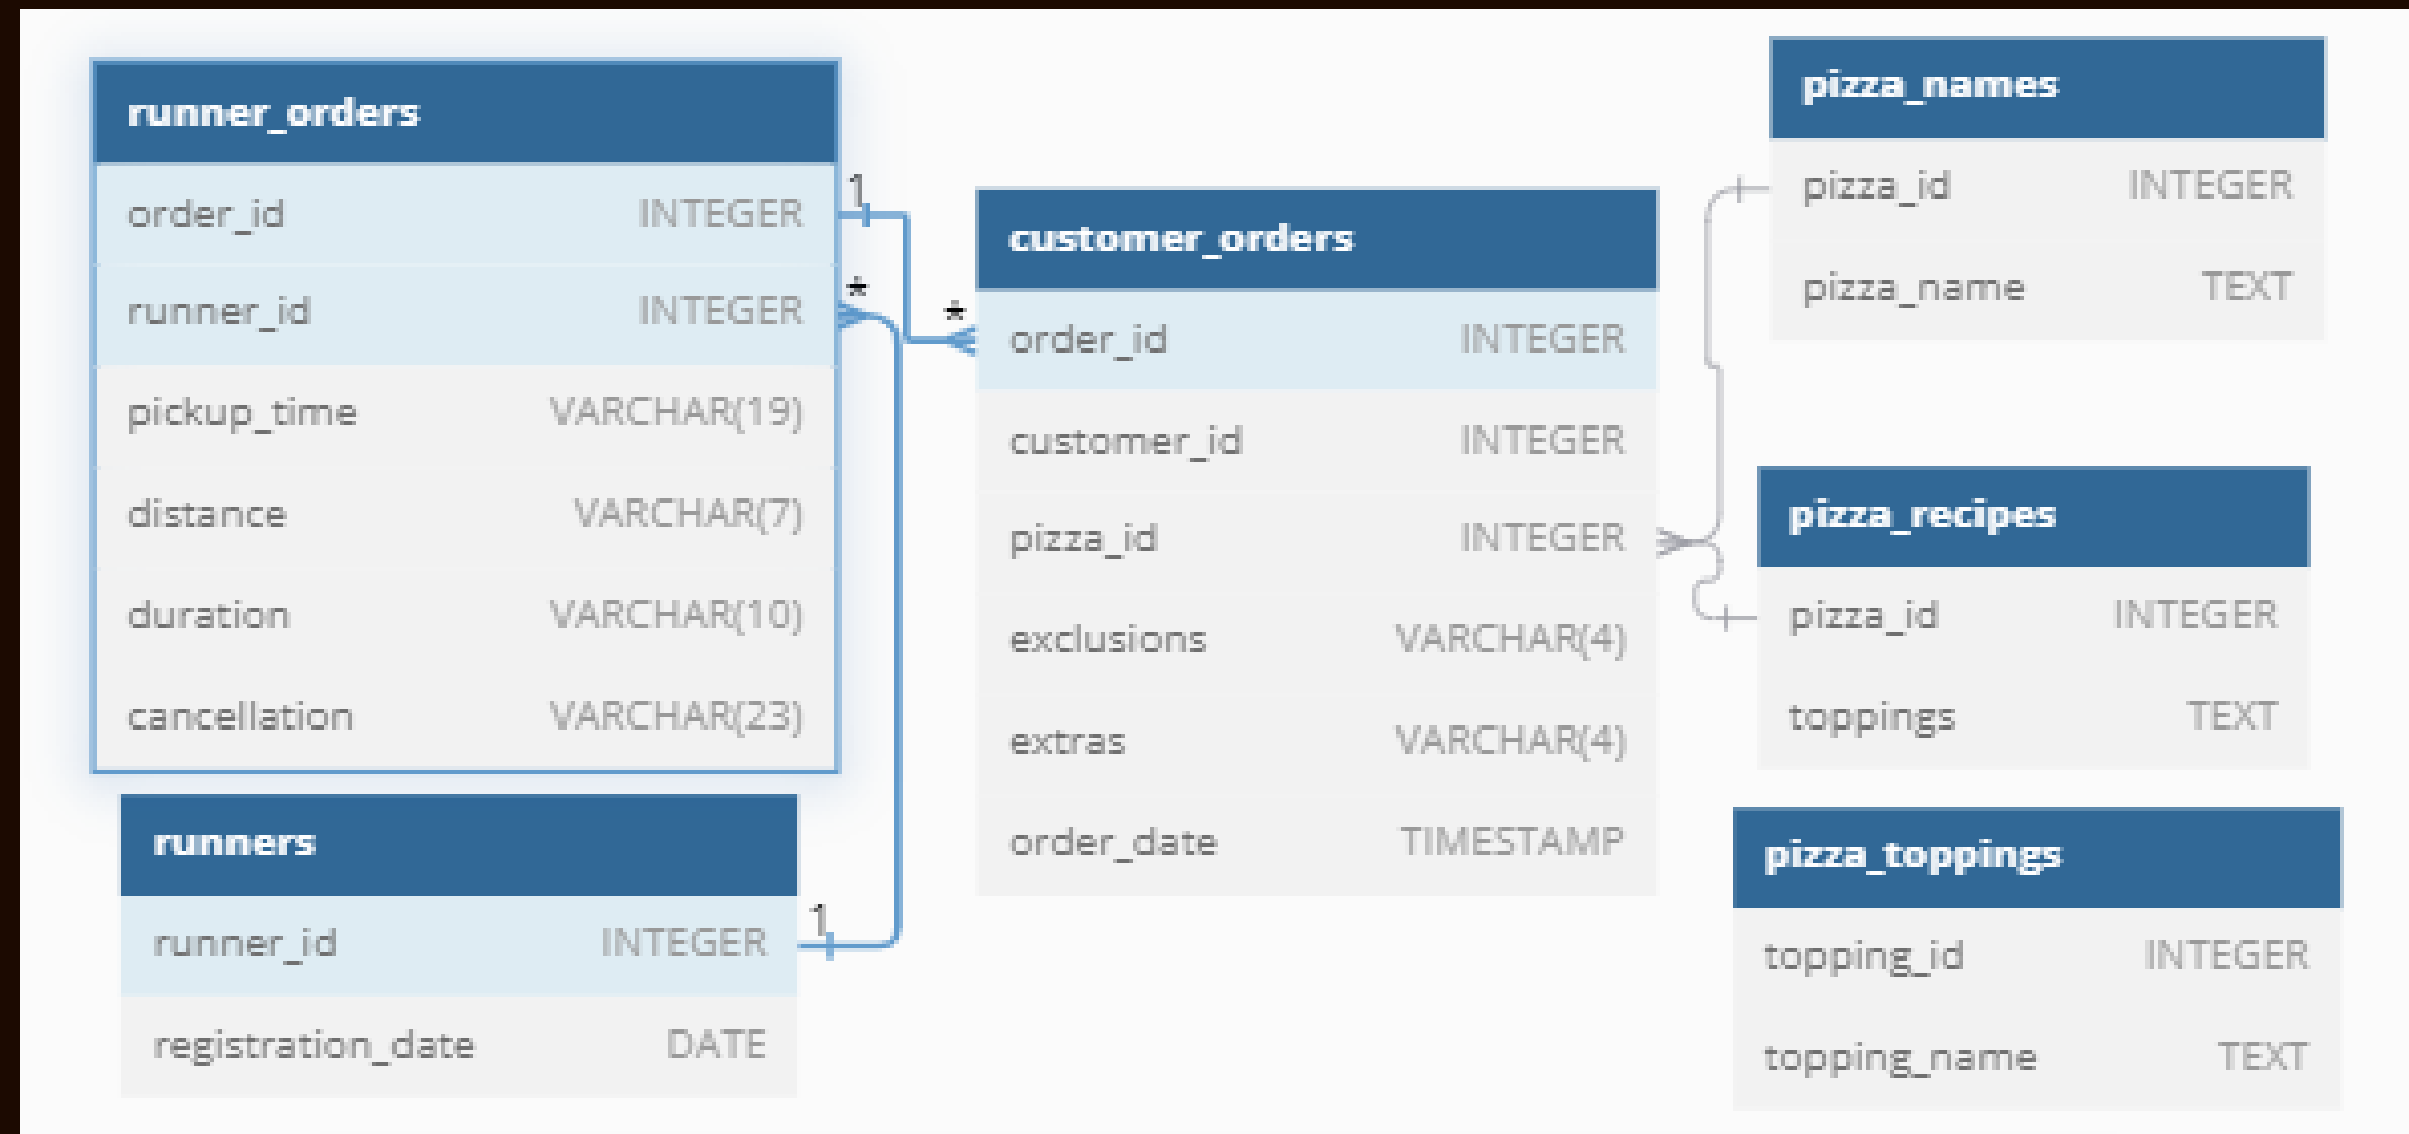 runner_orders
order_id INTEGER
runner_id INTEGER
pickup_time VARCHAR(19)
distance VARCHAR(7)
duration VARCHAR(10)
cancellation VARCHAR(23)
1
*
*
runners
runner_id INTEGER
registration_date DATE
1
customer_orders
order_id INTEGER
customer_id INTEGER
pizza_id INTEGER
exclusions VARCHAR(4)
extras VARCHAR(4)
order_date TIMESTAMP
pizza_names
pizza_id INTEGER
pizza_name TEXT
pizza_recipes
pizza_id INTEGER
toppings TEXT
pizza_toppings
topping_id INTEGER
topping_name TEXT